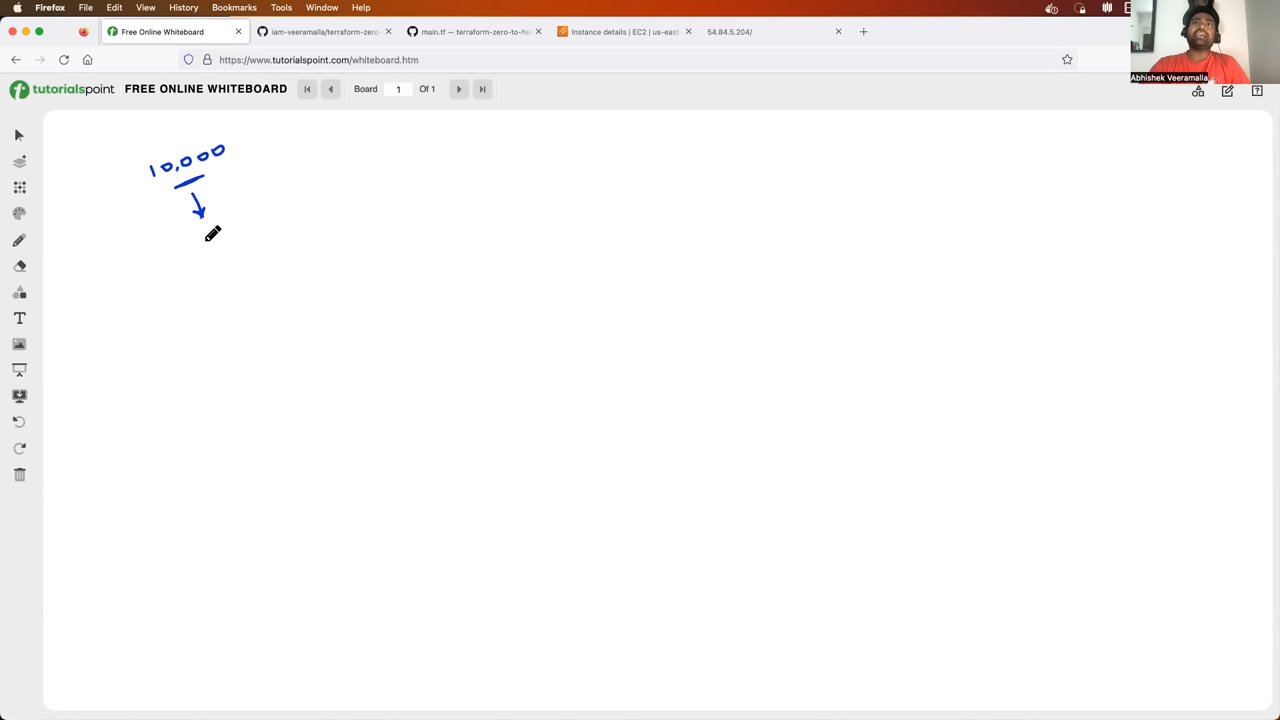 Firefox File Edit View History Bookmarks Tools Window Help
Free Online Whiteboard
iam-veeramalla/terraform-zero-
main.tf — terraform-zero-to-he
Instance details | EC2 | us-east
54.84.5.204/
https://www.tutorialspoint.com/whiteboard.htm
tutorialspoint FREE ONLINE WHITEBOARD Board 1 Of 1
Abhishek Veeramalla
10,000